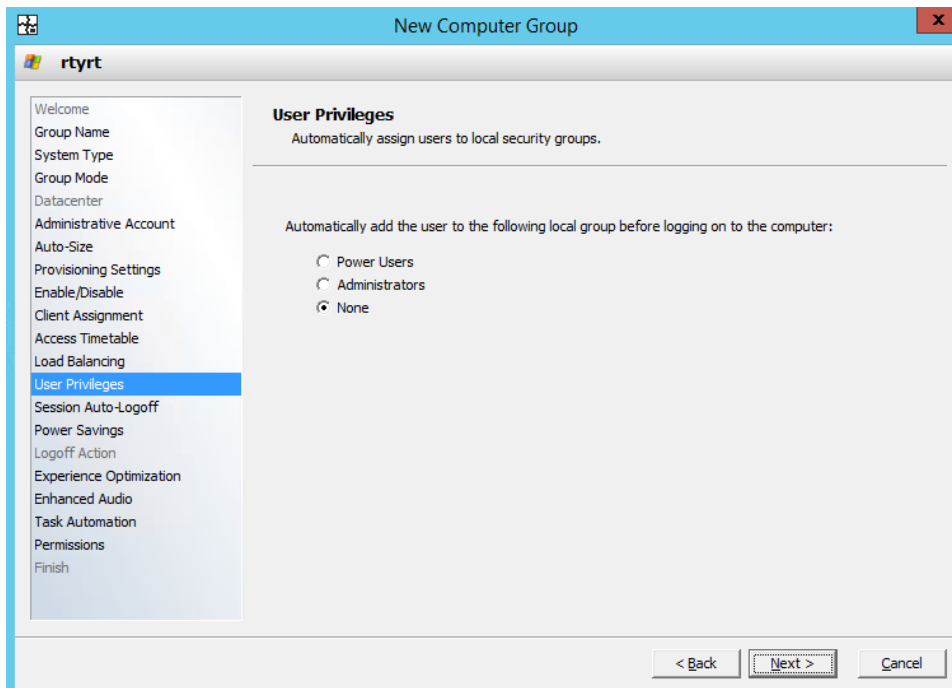 New Computer Group
x
rtyrt
Welcome
Group Name
System Type
Group Mode
Datacenter
Administrative Account
Auto-Size
Provisioning Settings
Enable/Disable
Client Assignment
Access Timetable
Load Balancing
User Privileges
Session Auto-Logoff
Power Savings
Logoff Action
Experience Optimization
Enhanced Audio
Task Automation
Permissions
Finish
User Privileges
Automatically assign users to local security groups.
Automatically add the user to the following local group before logging on to the computer:
Power Users
Administrators
None
< Back
Next >
Cancel